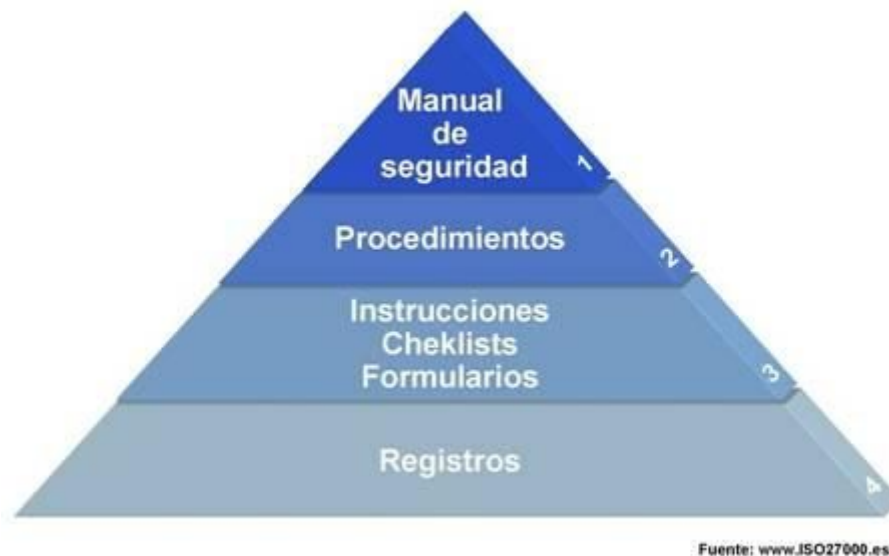 Manual
de
seguridad
1
Procedimientos
2
Instrucciones
Cheklists
Formularios
3
Registros
4
Fuente: www.ISO27000.es